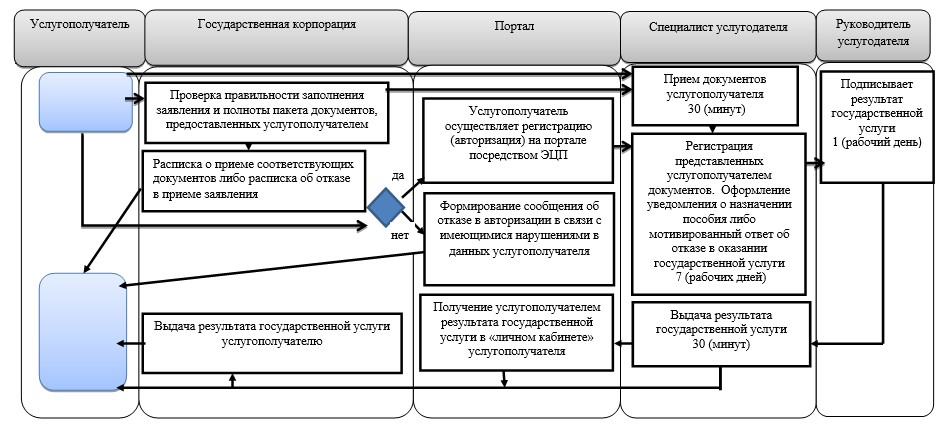 Услугополучатель
Государственная корпорация
Портал
Специалист услугодателя
Руководитель
услугодателя
Проверка правильности заполнения
заявления и полноты пакета документов,
предоставленных услугополучателем
Расписка о приеме соответствующих
документов либо расписка об отказе
в приеме заявления
да
нет
Услугополучатель
осуществляет регистрацию
(авторизацию) на портале
посредством ЭЦП
Формирование сообщения об
отказе в авторизации в связи с
имеющимися нарушениями в
данных услугополучателя
Прием документов
услугополучателя
30 (минут)
Регистрация
представленных
услугополучателем
документов. Оформление
уведомления о назначении
пособия либо
мотивированный ответ об
отказе в оказании
государственной услуги
7 (рабочих дней)
Подписывает
результат
государственной
услуги
1 (рабочий день)
Выдача результата государственной услуги
услугополучателю
Получение услугополучателем
результата государственной
услуги в «личном кабинете»
услугополучателя
Выдача результата
государственной услуги
30 (минут)